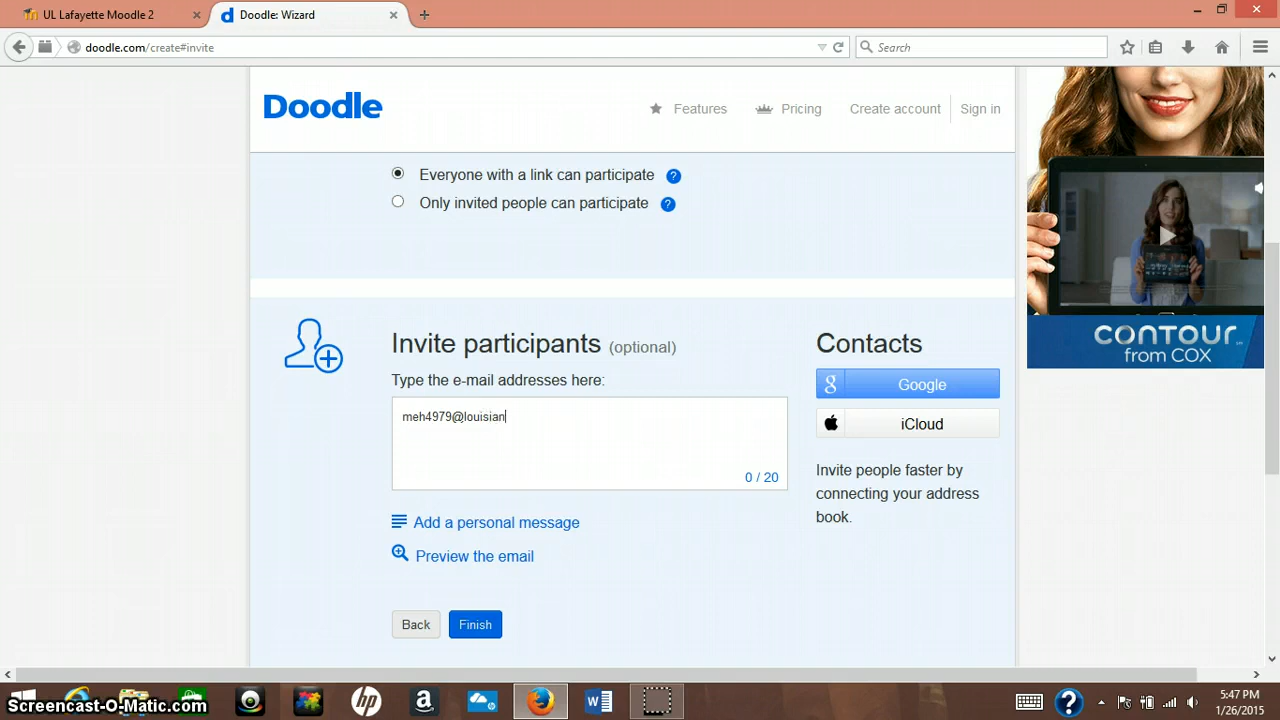 UL Lafayette Moodle 2
Doodle: Wizard
doodle.com/create#invite
Search
Doodle
Features
Pricing
Create account
Sign in
Everyone with a link can participate ?
Only invited people can participate ?
Invite participants (optional)
Type the e-mail addresses here:
meh4979@louisian
0 / 20
Add a personal message
Preview the email
Back
Finish
Contacts
Google
iCloud
Invite people faster by
connecting your address
book.
contour
from COX
Screencast-O-Matic.com
5:47 PM
1/26/2015